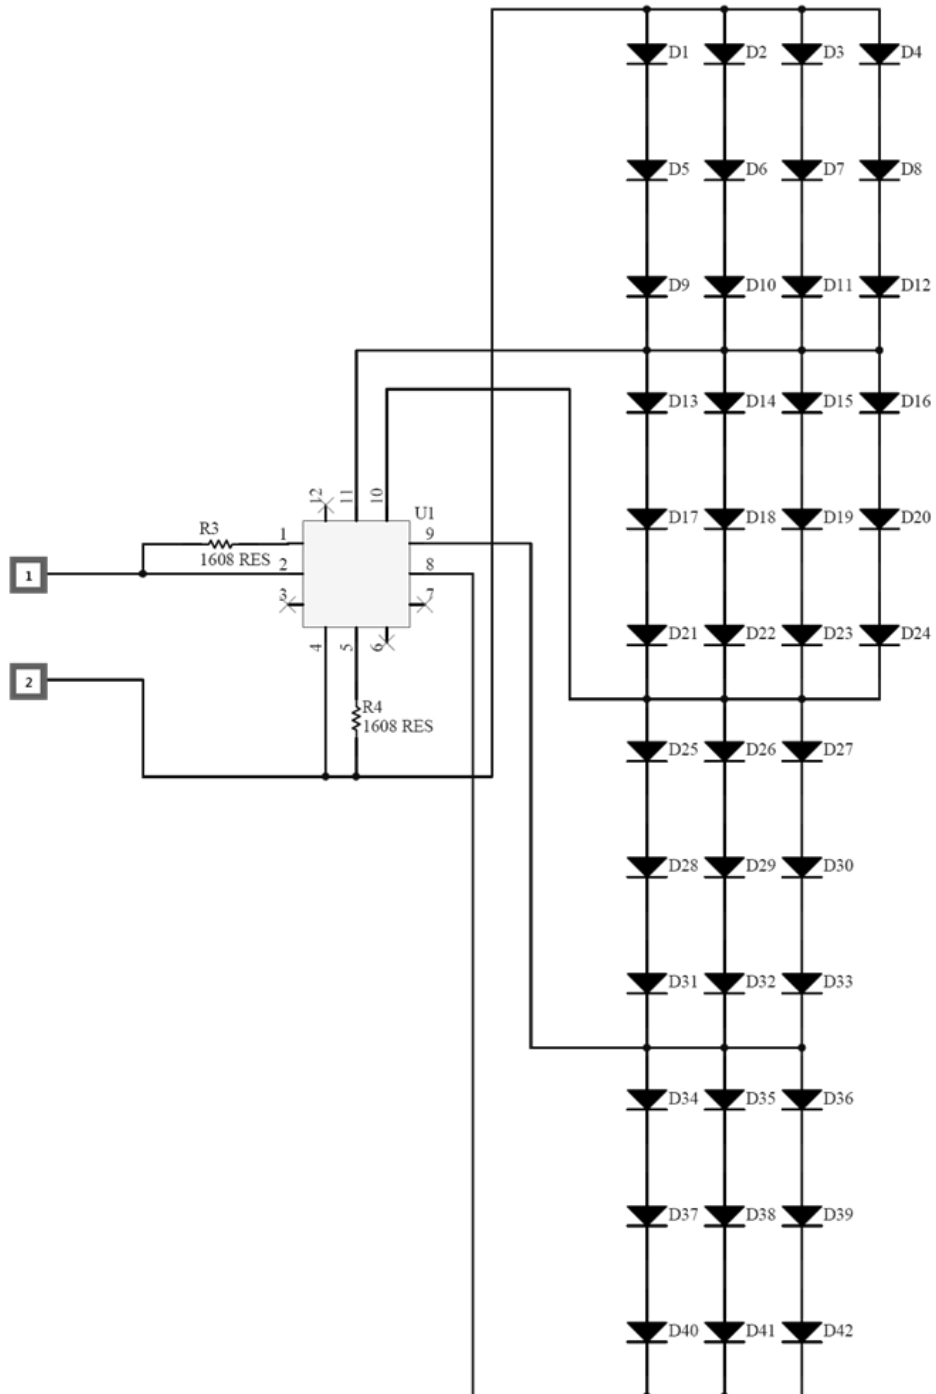 D1 D2 D3 D4
D5 D6 D7 D8
D9 D10 D11 D12
D13 D14 D15 D16
12 11 10
U1
R3
1 9
1608 RES
D17 D18 D19 D20
1
2 8
3 7
4 5 6
D21 D22 D23 D24
2
R4
1608 RES
D25 D26 D27
D28 D29 D30
D31 D32 D33
D34 D35 D36
D37 D38 D39
D40 D41 D42